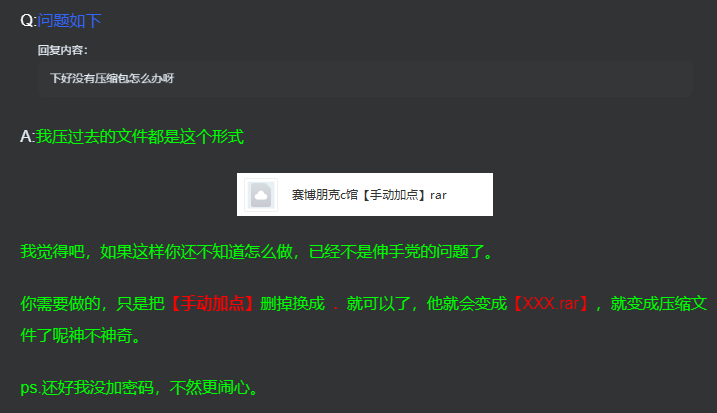 Q:问题如下
回复内容:
下好没有压缩包怎么办呀
A:我压过去的文件都是这个形式
赛博朋克c馆【手动加点】rar
我觉得吧，如果这样你还不知道怎么做，已经不是伸手党的问题了。
你需要做的，只是把【手动加点】删掉换成 . 就可以了，他就会变成【XXX.rar】，就变成压缩文
件了呢神不神奇。
ps.还好我没加密码，不然更闹心。